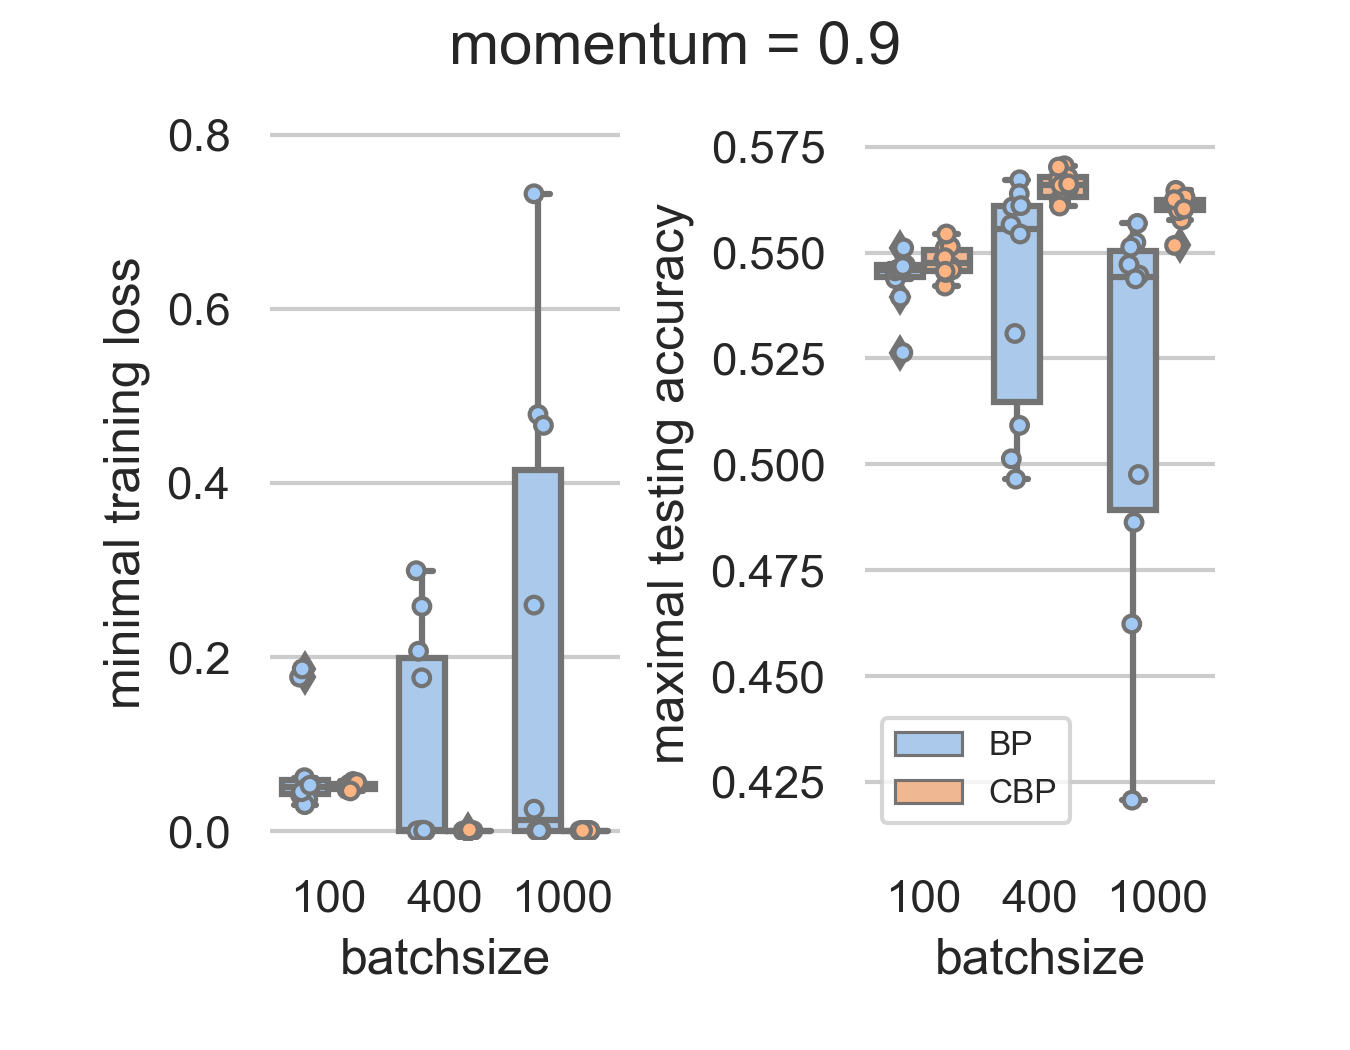 momentum = 0.9
minimal training loss
0.8
0.6
0.4
0.2
0.0
100 400 1000
batchsize
maximal testing accuracy
0.575
0.550
0.525
0.500
0.475
0.450
0.425
BP
CBP
100 400 1000
batchsize